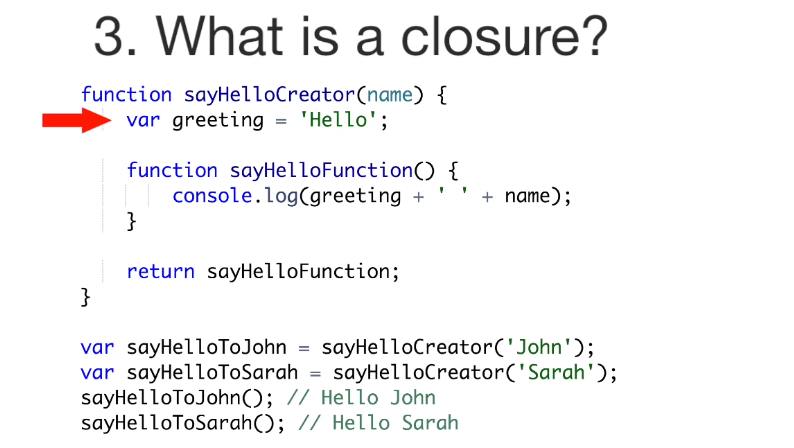 3. What is a closure?
function sayHelloCreator(name) {
var greeting = 'Hello';
function sayHelloFunction() {
console.log(greeting + ' ' + name);
}
return sayHelloFunction;
}
var sayHelloToJohn = sayHelloCreator('John');
var sayHelloToSarah = sayHelloCreator('Sarah');
sayHelloToJohn(); // Hello John
sayHelloToSarah(); // Hello Sarah